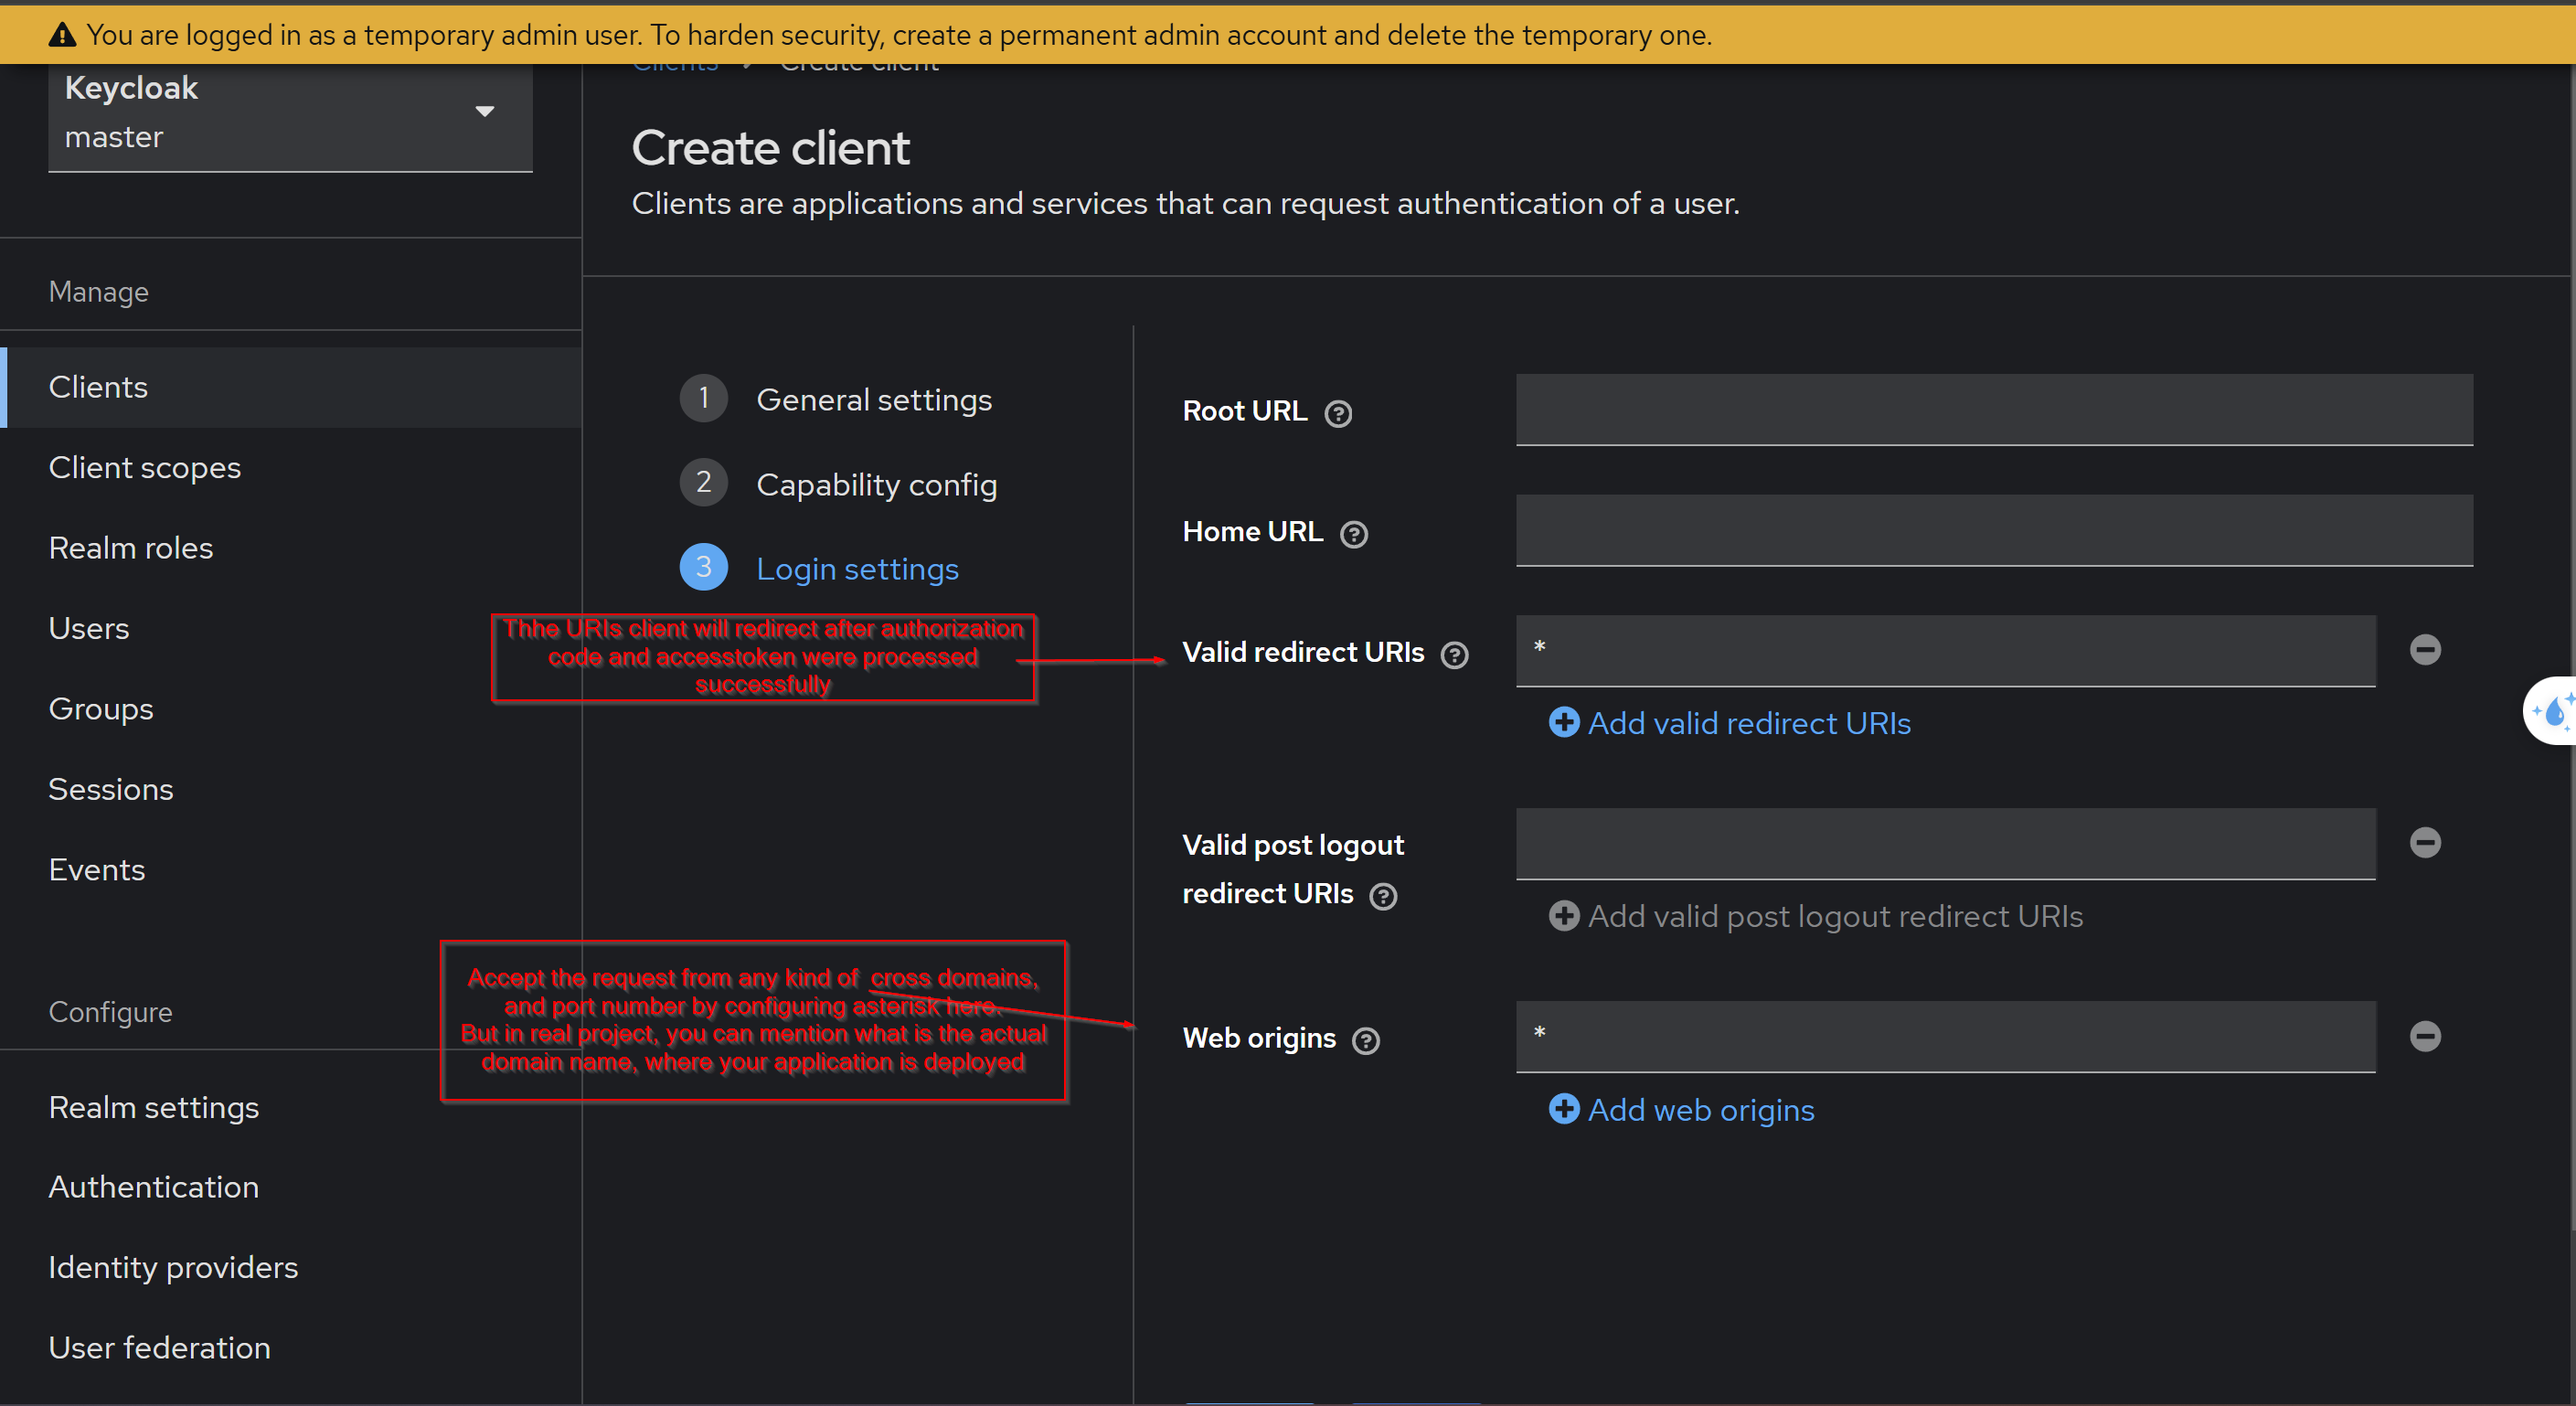 You are logged in as a temporary admin user. To harden security, create a permanent admin account and delete the temporary one.
Clients > Create client
Keycloak
master
Create client
Clients are applications and services that can request authentication of a user.
Manage
Clients
Client scopes
Realm roles
Users
Groups
Sessions
Events
Configure
Realm settings
Authentication
Identity providers
User federation
1 General settings
2 Capability config
3 Login settings
Thhe URIs client will redirect after authorization
code and accesstoken were processed
successfully
Accept the request from any kind of cross domains,
and port number by configuring asterisk here.
But in real project, you can mention what is the actual
domain name, where your application is deployed
Root URL
Home URL
Valid redirect URIs
*
Add valid redirect URIs
Valid post logout
redirect URIs
Add valid post logout redirect URIs
Web origins
*
Add web origins